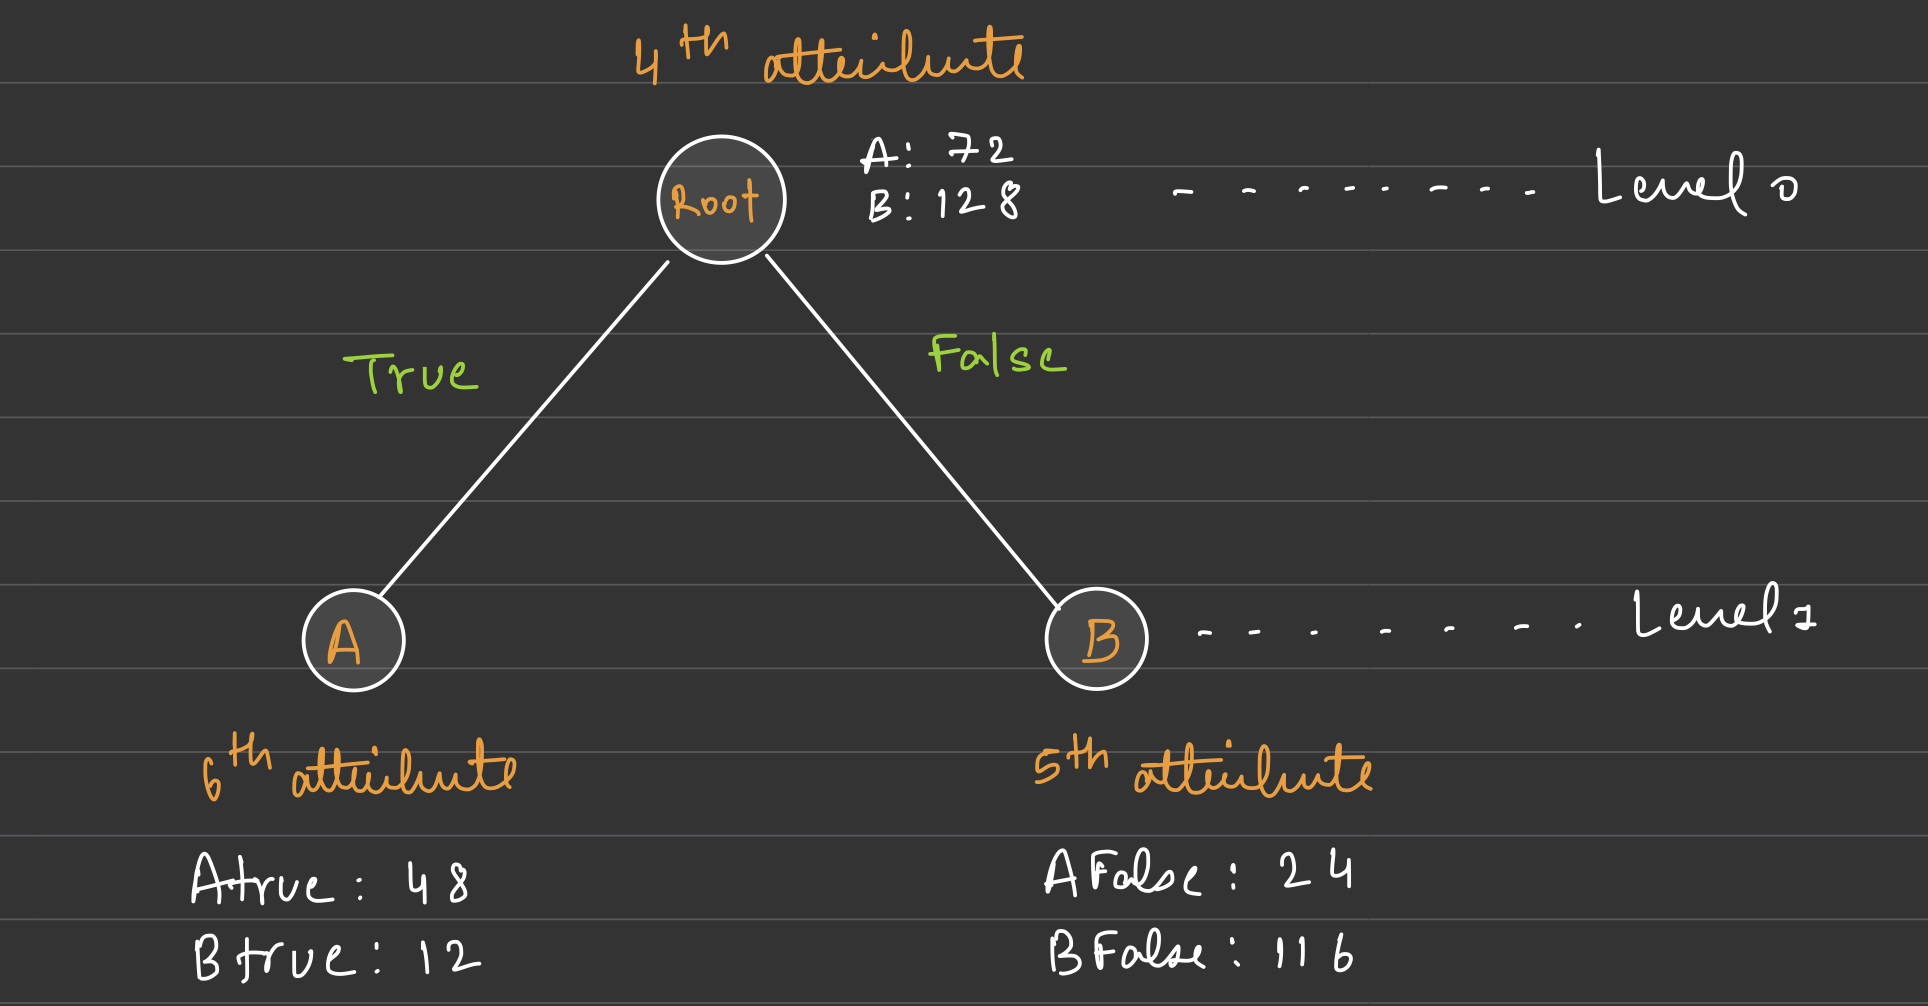 4th attribute
Root
A: 72
B: 128
Level 0
True
False
A
B
Level 1
6th attribute
5th attribute
Atrue: 48
Btrue: 12
AFalse: 24
BFalse: 116